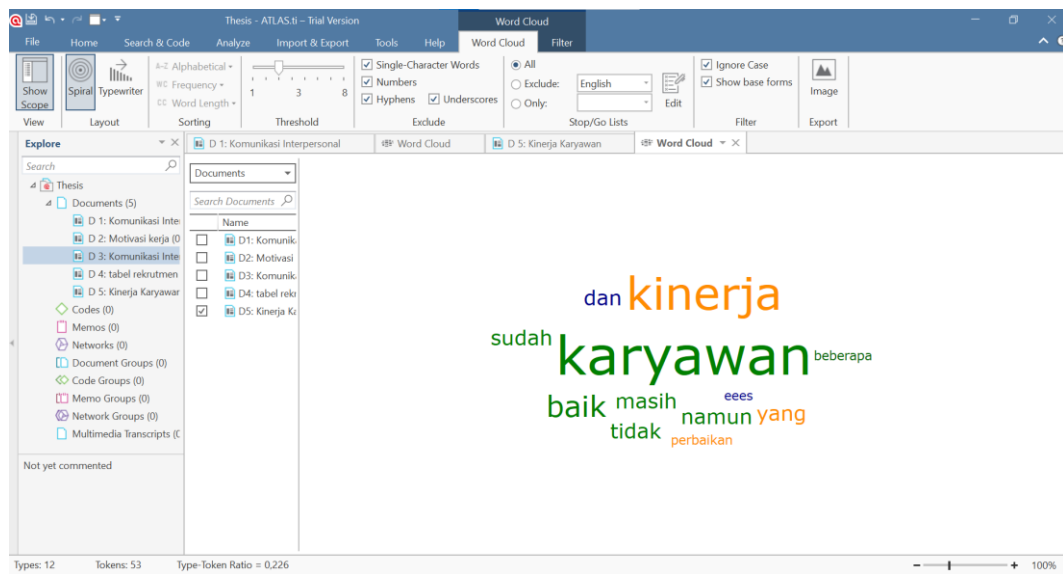 Thesis - ATLAS.ti – Trial Version
Word Cloud
File Home Search & Code Analyze Import & Export Tools Help Word Cloud Filter
Show Scope
View
Spiral Typewriter
Layout
A-Z Alphabetical
WC Frequency
CC Word Length
Sorting
1 3 8
Threshold
Single-Character Words
Numbers
Hyphens Underscores
Exclude
All
Exclude: English
Only:
Edit
Stop/Go Lists
Ignore Case
Show base forms
Filter
Image
Export
Explore
D 1: Komunikasi Interpersonal
Word Cloud
D 5: Kinerja Karyawan
Word Cloud
Search
Thesis
Documents (5)
D 1: Komunikasi Inte
D 2: Motivasi kerja (0
D 3: Komunikasi Inte
D 4: tabel rekrutmen
D 5: Kinerja Karyawar
Codes (0)
Memos (0)
Networks (0)
Document Groups (0)
Code Groups (0)
Memo Groups (0)
Network Groups (0)
Multimedia Transcripts (
Not yet commented
Documents
Search Documents
Name
D1: Komunik
D2: Motivasi
D3: Komunik
D4: tabel rekr
D5: Kinerja Ka
dan kinerja
sudah karyawan beberapa
baik masih eees
tidak namun yang
perbaikan
Types: 12 Tokens: 53 Type-Token Ratio = 0,226
100%